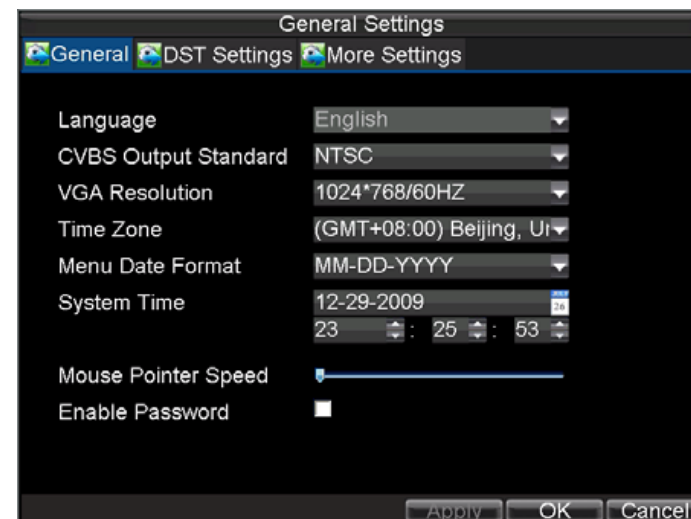 General Settings
General DST Settings More Settings
Language English
CVBS Output Standard NTSC
VGA Resolution 1024*768/60HZ
Time Zone (GMT+08:00) Beijing,
Menu Date Format MM-DD-YYYY
System Time 12-29-2009
23 : 25 : 53
Mouse Pointer Speed
Enable Password
Apply OK Cancel